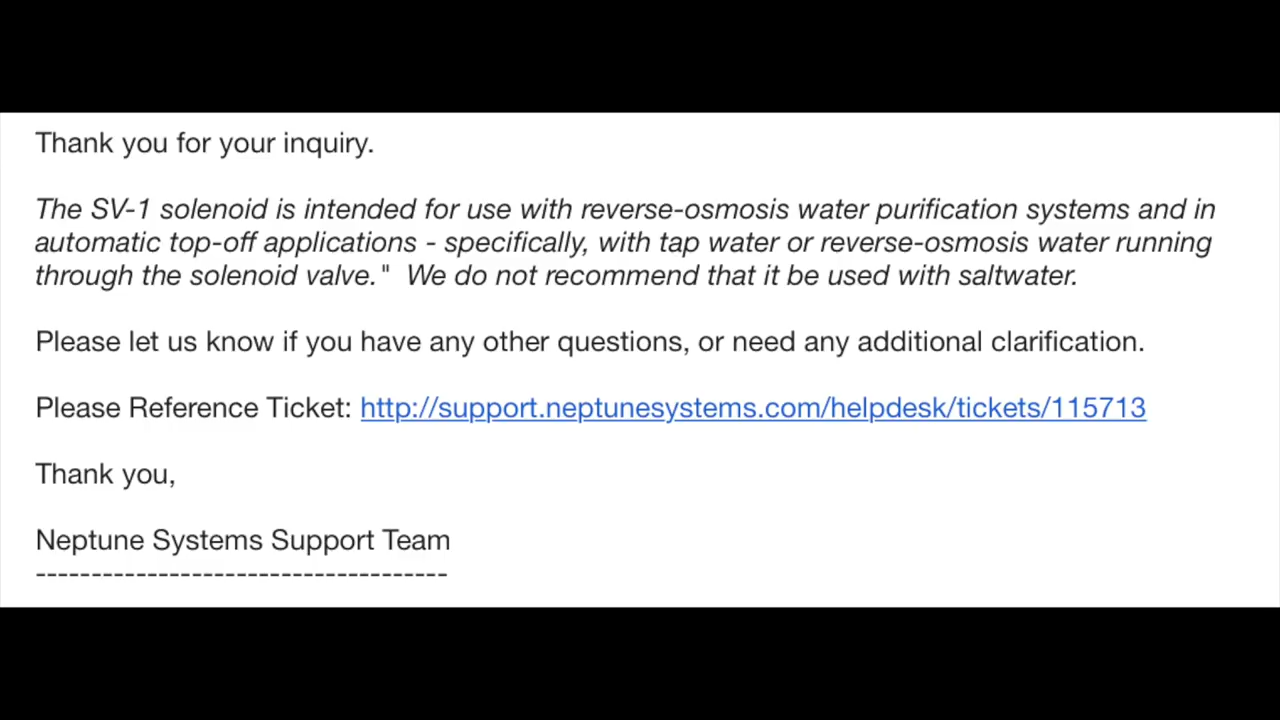 Thank you for your inquiry.
The SV-1 solenoid is intended for use with reverse-osmosis water purification systems and in
automatic top-off applications - specifically, with tap water or reverse-osmosis water running
through the solenoid valve."  We do not recommend that it be used with saltwater.
Please let us know if you have any other questions, or need any additional clarification.
Please Reference Ticket: http://support.neptunesystems.com/helpdesk/tickets/115713
Thank you,
Neptune Systems Support Team
-------------------------------------